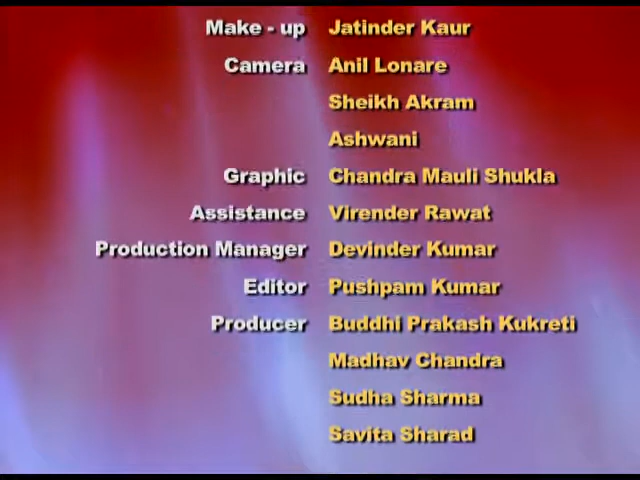 Make - up Jatinder Kaur
Camera Anil Lonare
Sheikh Akram
Ashwani
Graphic Chandra Mauli Shukla
Assistance Virender Rawat
Production Manager Devinder Kumar
Editor Pushpam Kumar
Producer Buddhi Prakash Kukreti
Madhav Chandra
Sudha Sharma
Savita Sharad